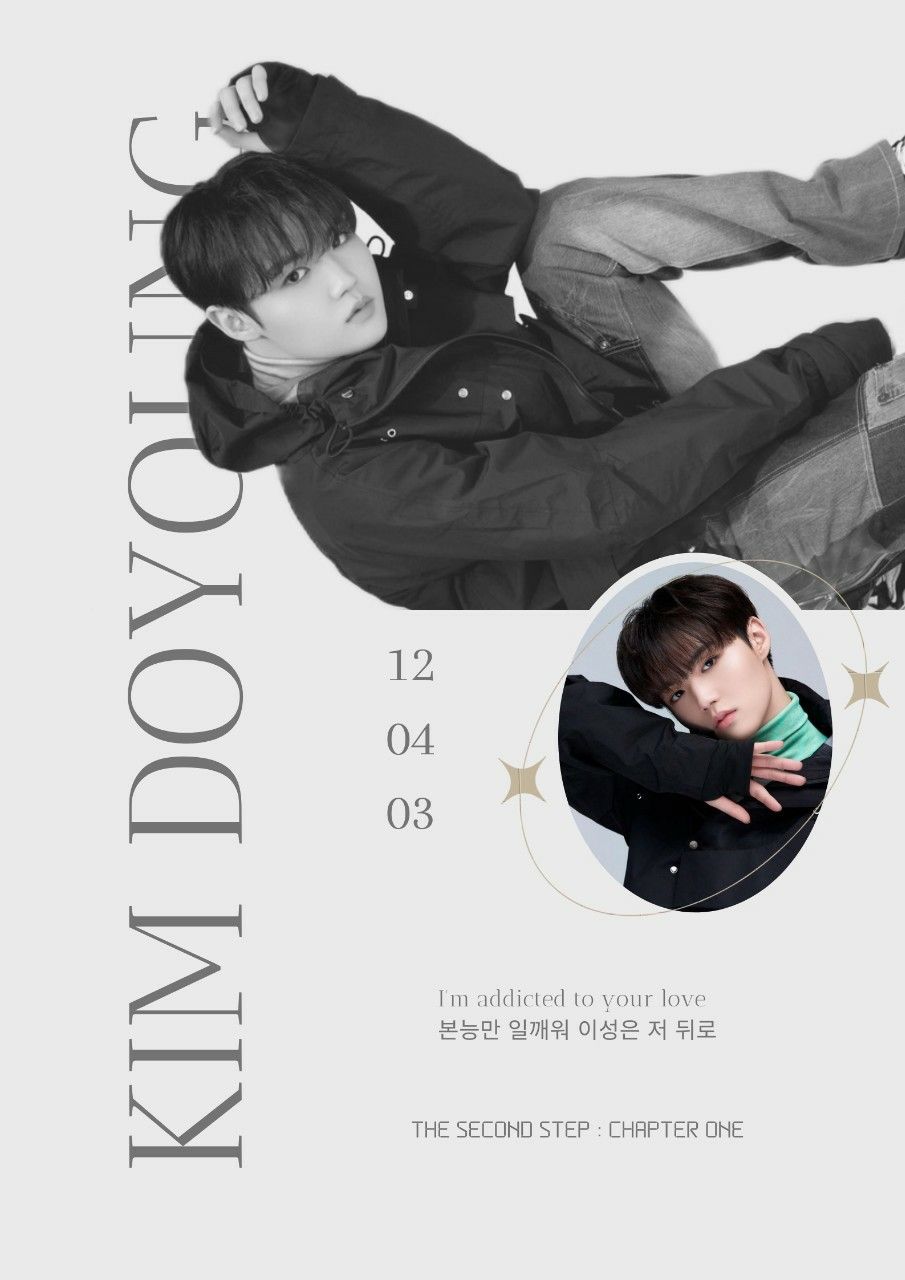 KIM DOYOUNG
12
04
03
I'm addicted to your love
본능만 일깨워 이성은 저 뒤로
THE SECOND STEP : CHAPTER ONE